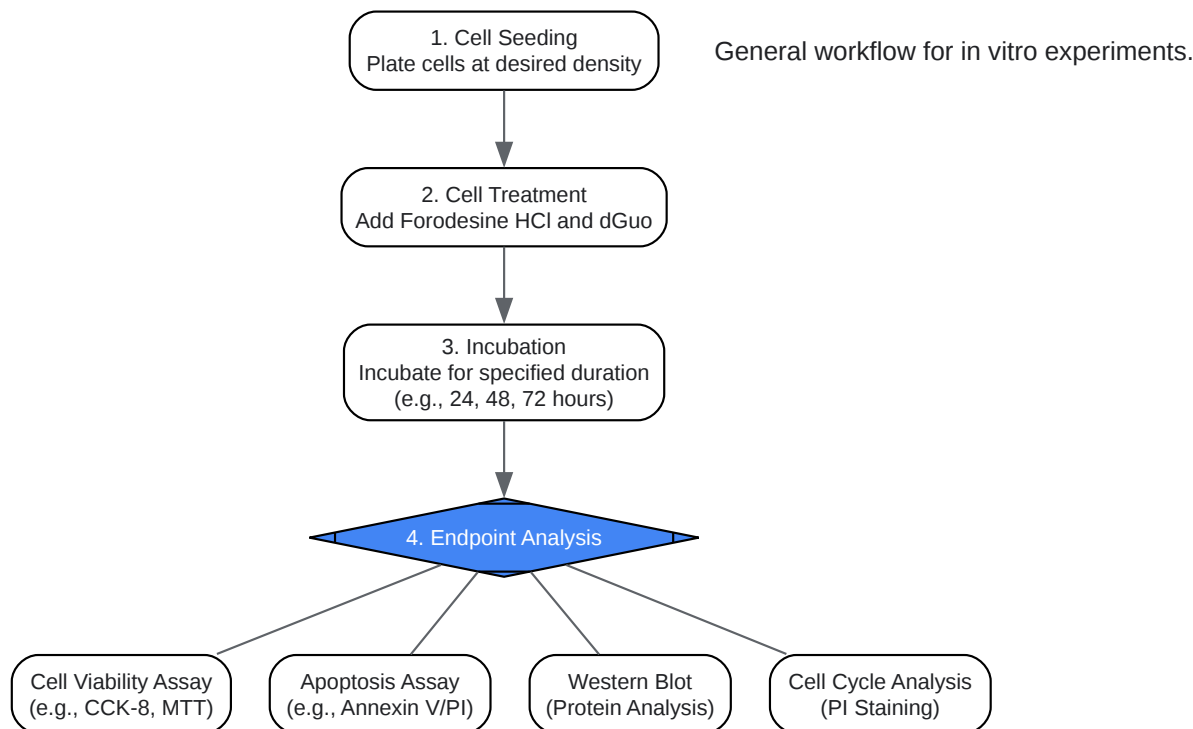 1. Cell Seeding
Plate cells at desired density
General workflow for in vitro experiments.
2. Cell Treatment
Add Forodesine HCl and dGuo
3. Incubation
Incubate for specified duration
(e.g., 24, 48, 72 hours)
4. Endpoint Analysis
Cell Viability Assay
(e.g., CCK-8, MTT)
Apoptosis Assay
(e.g., Annexin V/PI)
Western Blot
(Protein Analysis)
Cell Cycle Analysis
(PI Staining)